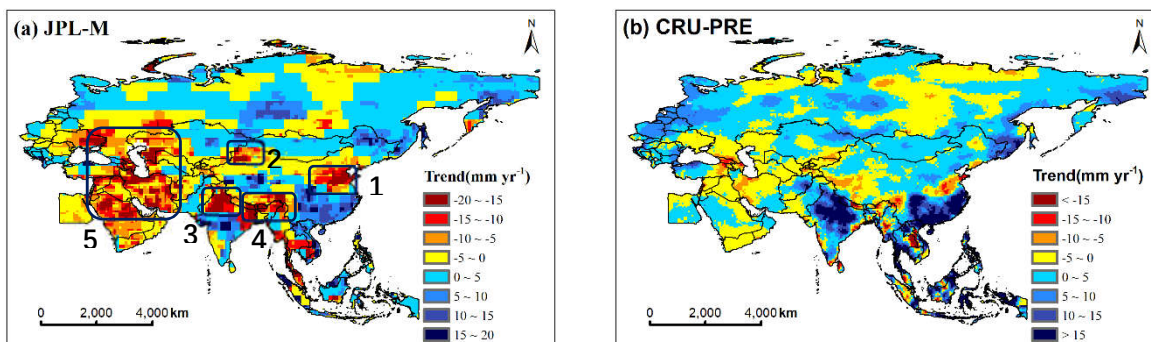 (a) JPL-M
N
1
2
3
4
5
Trend(mm yr-1)
-20 ~ -15
-15 ~ -10
-10 ~ -5
-5 ~ 0
0 ~ 5
5 ~ 10
10 ~ 15
15 ~ 20
0 2,000 4,000 km
(b) CRU-PRE
N
Trend(mm yr-1)
< -15
-15 ~ -10
-10 ~ -5
-5 ~ 0
0 ~ 5
5 ~ 10
10 ~ 15
> 15
0 2,000 4,000 km